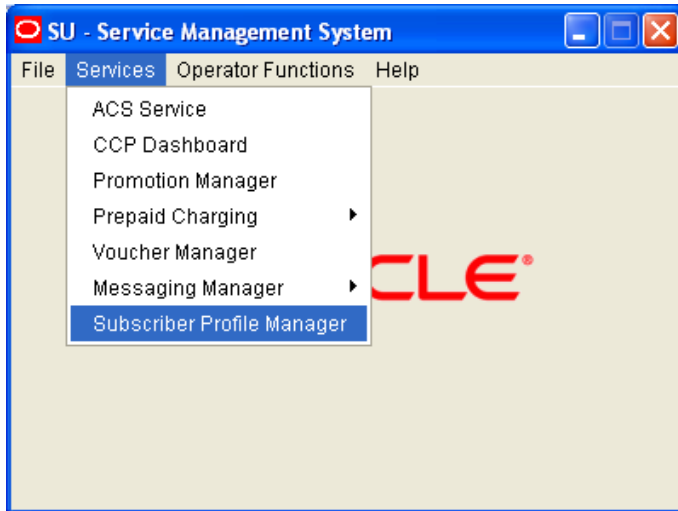 SU - Service Management System
File Services Operator Functions Help
ACS Service
CCP Dashboard
Promotion Manager
Prepaid Charging
Voucher Manager
Messaging Manager
CLE®
Subscriber Profile Manager